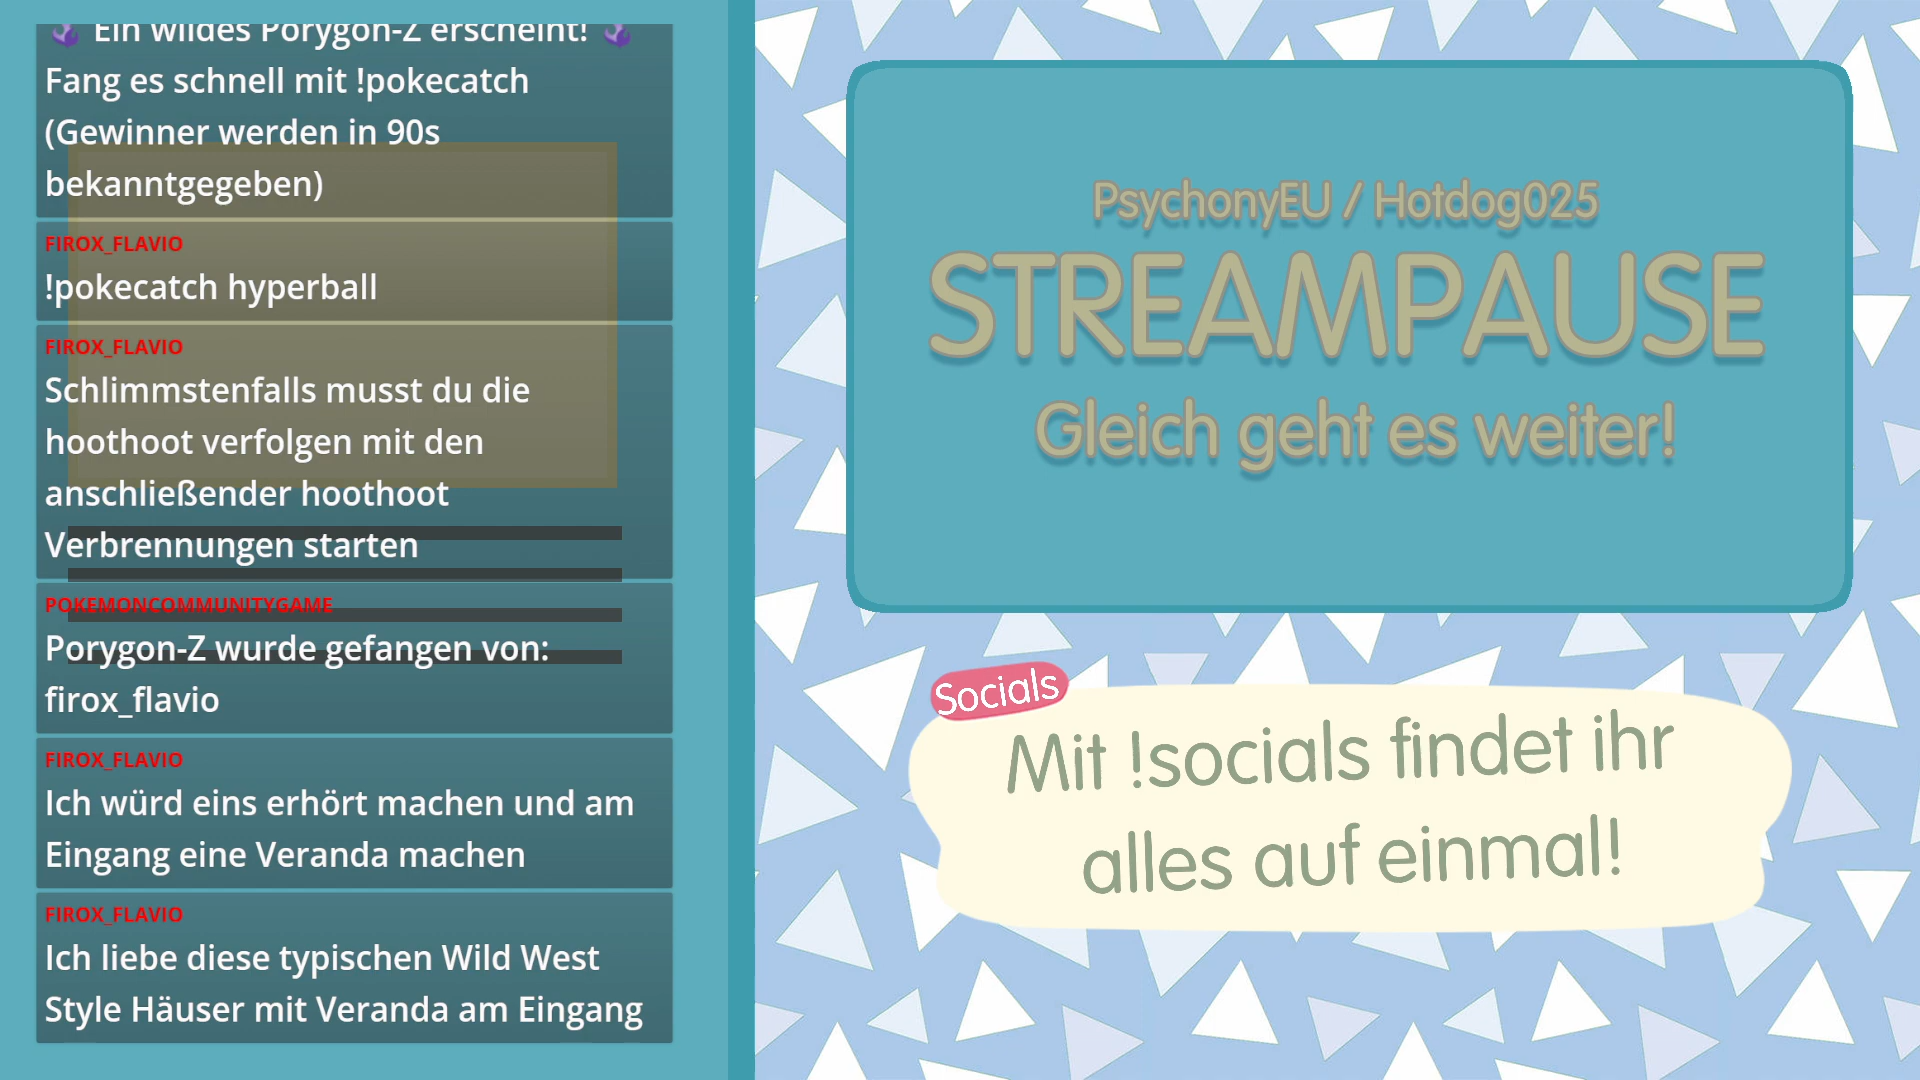 Ein wildes Porygon-Z erscheint!
Fang es schnell mit !pokecatch
(Gewinner werden in 90s
bekanntgegeben)
FIROX_FLAVIO
!pokecatch hyperball
FIROX_FLAVIO
Schlimmstenfalls musst du die
hoothoot verfolgen mit den
anschließender hoothoot
Verbrennungen starten
POKEMONCOMMUNITYGAME
Porygon-Z wurde gefangen von:
firox_flavio
FIROX_FLAVIO
Ich würd eins erhört machen und am
Eingang eine Veranda machen
FIROX_FLAVIO
Ich liebe diese typischen Wild West
Style Häuser mit Veranda am Eingang
PsychonyEU / Hotdog025
STREAMPAUSE
Gleich geht es weiter!
Socials
Mit !socials findet ihr
alles auf einmal!